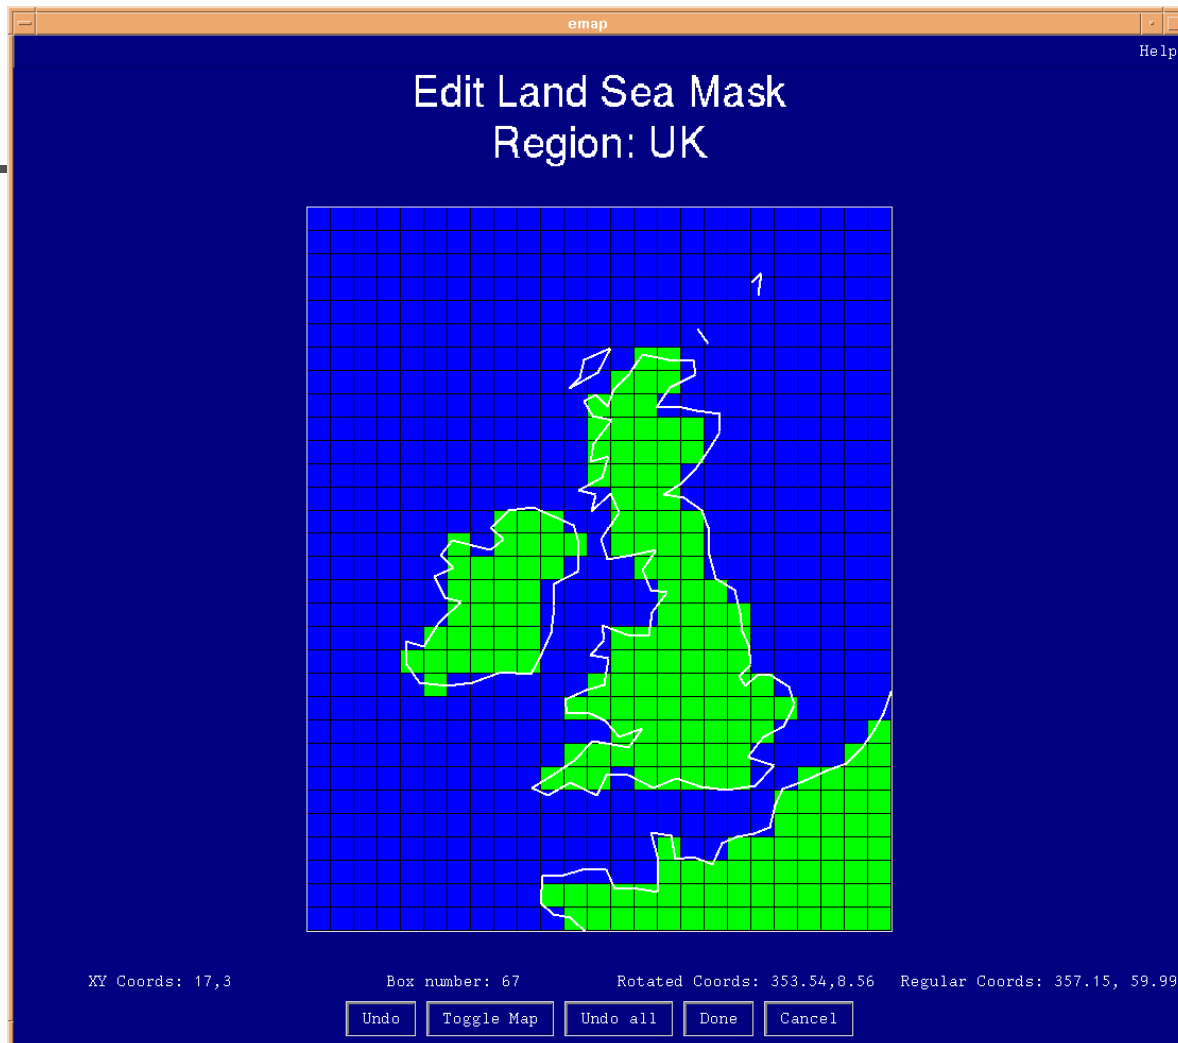 emap
Help
Edit Land Sea Mask
Region: UK
XY Coords: 17,3 Box number: 67 Rotated Coords: 353.54,8.56 Regular Coords: 357.15, 59.99
Undo Toggle Map Undo all Done Cancel